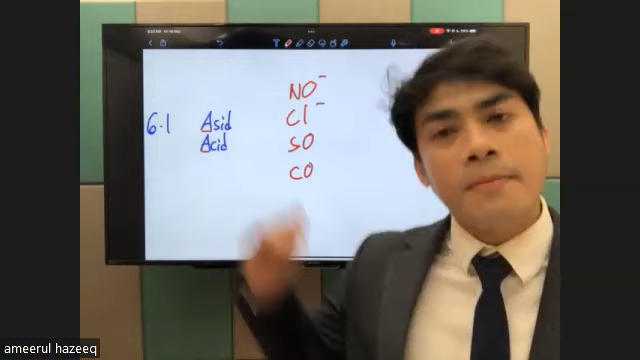 6.1 Asid
Acid
NO⁻
Cl⁻
SO
CO
ameerul hazeeq